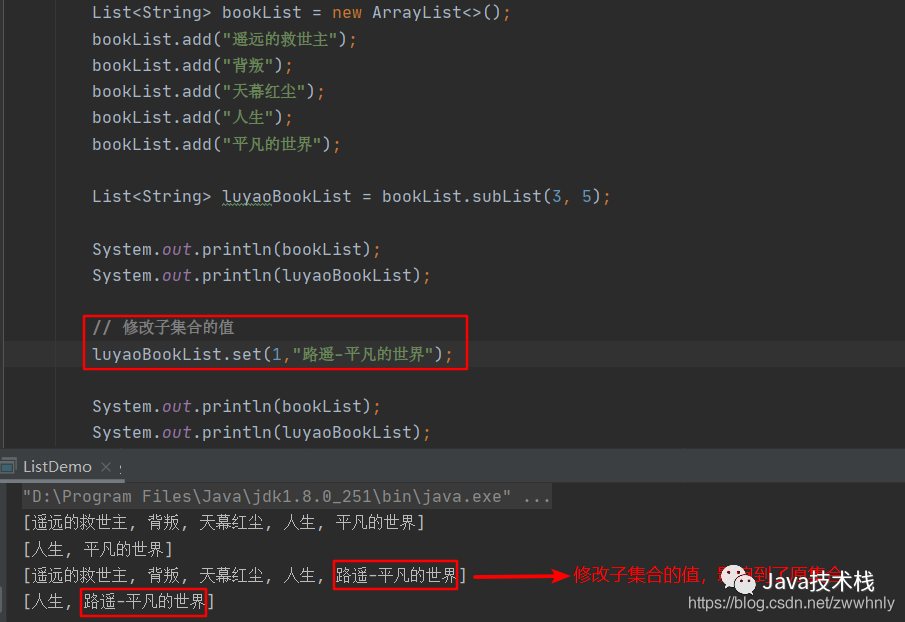 List<String> bookList = new ArrayList<>();
bookList.add("遥远的救世主");
bookList.add("背叛");
bookList.add("天幕红尘");
bookList.add("人生");
bookList.add("平凡的世界");
List<String> luyaoBookList = bookList.subList(3, 5);
System.out.println(bookList);
System.out.println(luyaoBookList);
// 修改子集合的值
luyaoBookList.set(1,"路遥-平凡的世界");
System.out.println(bookList);
System.out.println(luyaoBookList);
ListDemo ×
"D:\Program Files\Java\jdk1.8.0_251\bin\java.exe" ...
[遥远的救世主, 背叛, 天幕红尘, 人生, 平凡的世界]
[人生, 平凡的世界]
[遥远的救世主, 背叛, 天幕红尘, 人生, 路遥-平凡的世界] 修改子集合的值,
Java技术栈
[人生, 路遥-平凡的世界]
https://blog.csdn.net/zwwhnly